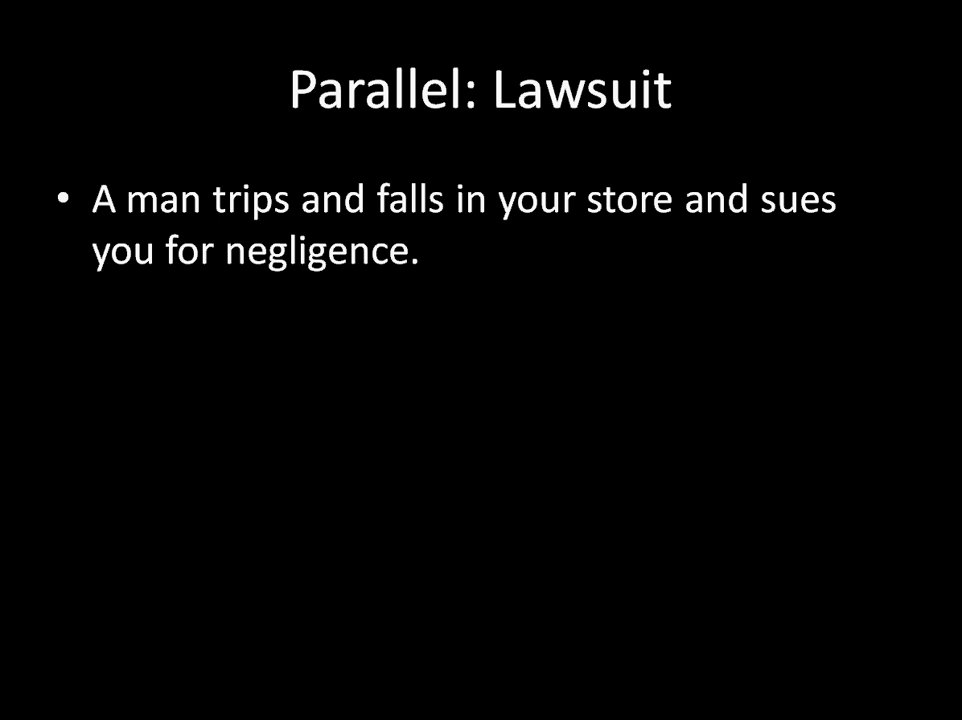 Parallel: Lawsuit
• A man trips and falls in your store and sues
you for negligence.